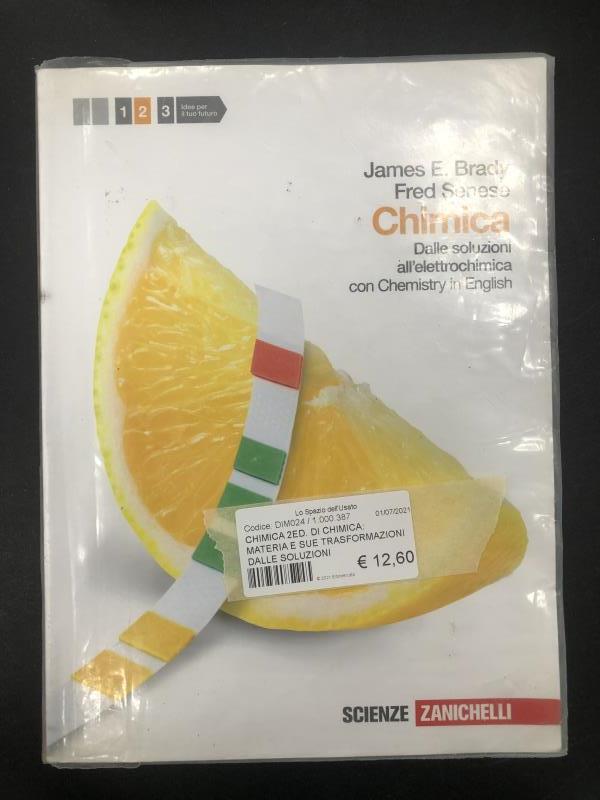 1 2 3 Idee per
il tuo futuro
James E. Brady
Fred Senese
Chimica
Dalle soluzioni
all'elettrochimica
con Chemistry in English
Lo Spazio dell'Usato
Codice: DIM024 / 1.000.387 01/07/2021
CHIMICA 2ED. DI CHIMICA:
MATERIA E SUE TRASFORMAZIONI
DALLE SOLUZIONI
€ 12,60
SCIENZE ZANICHELLI